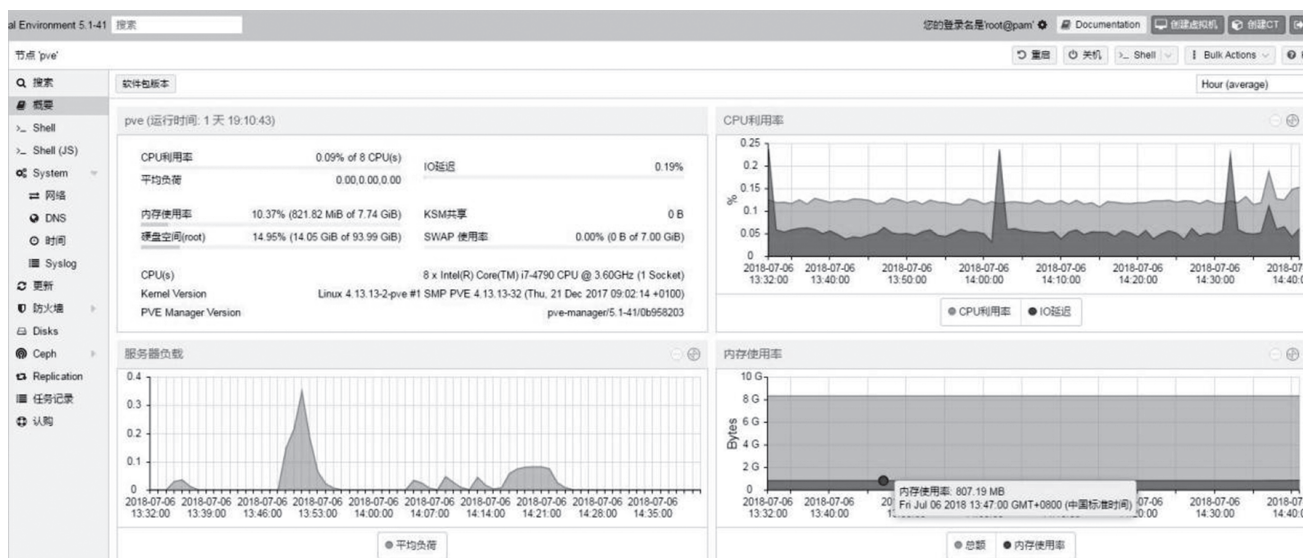 al Environment 5.1-41 搜索 您的登录名是'root@pam' Documentation 创建虚拟机 创建CT
节点 'pve' 重启 关机 >_ Shell Bulk Actions
搜索
概要
>_ Shell
>_ Shell (JS)
System
网络
DNS
时间
Syslog
更新
防火墙
Disks
Ceph
Replication
任务记录
认购
软件包版本 Hour (average)
pve (运行时间: 1 天 19:10:43)
CPU利用率 0.09% of 8 CPU(s)
IO延迟 0.19%
平均负荷 0.00,0.00,0.00
内存使用率 10.37% (821.82 MiB of 7.74 GiB) KSM共享 0 B
硬盘空间(root) 14.95% (14.05 GiB of 93.99 GiB) SWAP 使用率 0.00% (0 B of 7.00 GiB)
CPU(s) 8 x Intel(R) Core(TM) i7-4790 CPU @ 3.60GHz (1 Socket)
Kernel Version Linux 4.13.13-2-pve #1 SMP PVE 4.13.13-32 (Thu, 21 Dec 2017 09:02:14 +0100)
PVE Manager Version pve-manager/5.1-41/0b958203
CPU利用率
0.25
0.2
0.15
%
0.1
0.05
0
2018-07-06 2018-07-06 2018-07-06 2018-07-06 2018-07-06 2018-07-06 2018-07-06 2018-07
13:32:00 13:40:00 13:50:00 14:00:00 14:10:00 14:20:00 14:30:00 14:40:
CPU利用率 IO延迟
服务器负载
0.4
0.3
0.2
0.1
0
2018-07-06 2018-07-06 2018-07-06 2018-07-06 2018-07-06 2018-07-06 2018-07-06 2018-07-06 2018-07-06 2018-07-06
13:32:00 13:39:00 13:46:00 13:53:00 14:00:00 14:07:00 14:14:00 14:21:00 14:28:00 14:35:00
平均负荷
内存使用率
10 G
8 G
6 G
Bytes
4 G
2 G
0
内存使用率: 807.19 MB
Fri Jul 06 2018 13:47:00 GMT+0800 (中国标准时间)
2018-07-06 2018-07-06 20 07-06 2018-07-06 2018-07
13:32:00 13:40:00 0:00 14:30:00 14:40:
总额 内存使用率